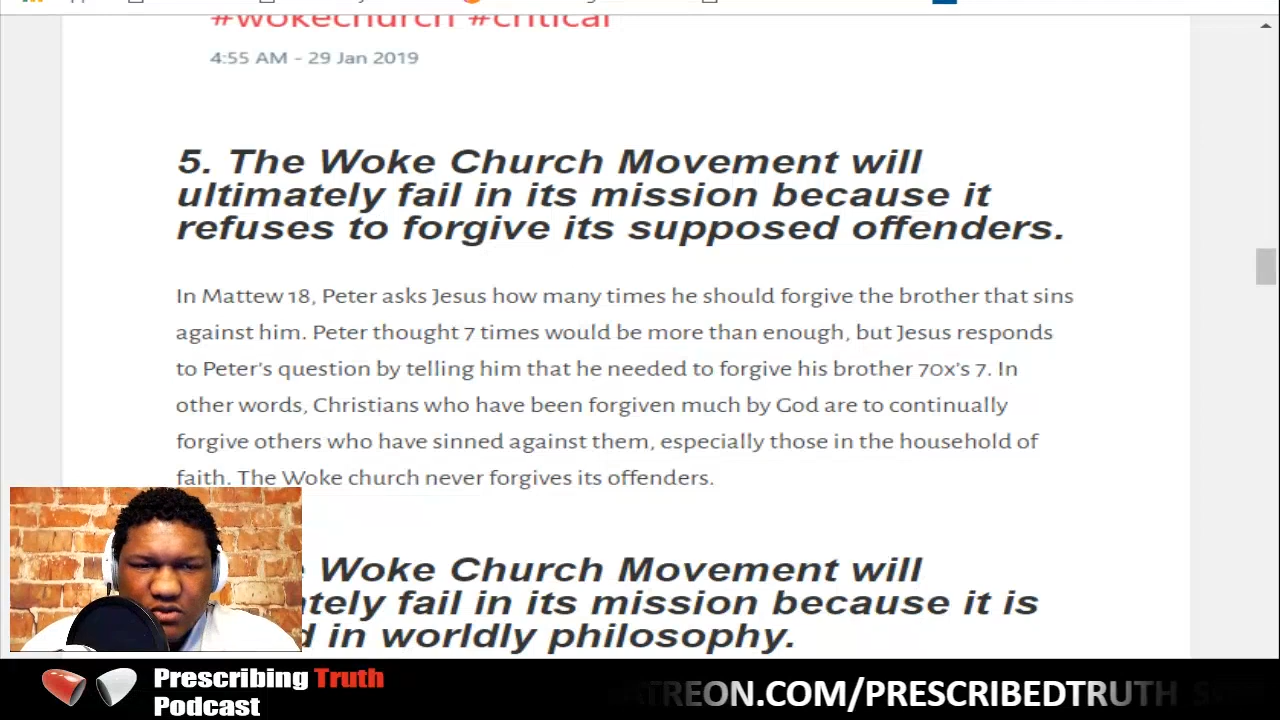 #wokechurch #critical
4:55 AM - 29 Jan 2019
5. The Woke Church Movement will
ultimately fail in its mission because it
refuses to forgive its supposed offenders.
In Mattew 18, Peter asks Jesus how many times he should forgive the brother that sins
against him. Peter thought 7 times would be more than enough, but Jesus responds
to Peter's question by telling him that he needed to forgive his brother 70x's 7. In
other words, Christians who have been forgiven much by God are to continually
forgive others who have sinned against them, especially those in the household of
faith. The Woke church never forgives its offenders.
Woke Church Movement will
tely fail in its mission because it is
d in worldly philosophy.
Prescribing Truth
Podcast
ATREON.COM/PRESCRIBEDTRUTH